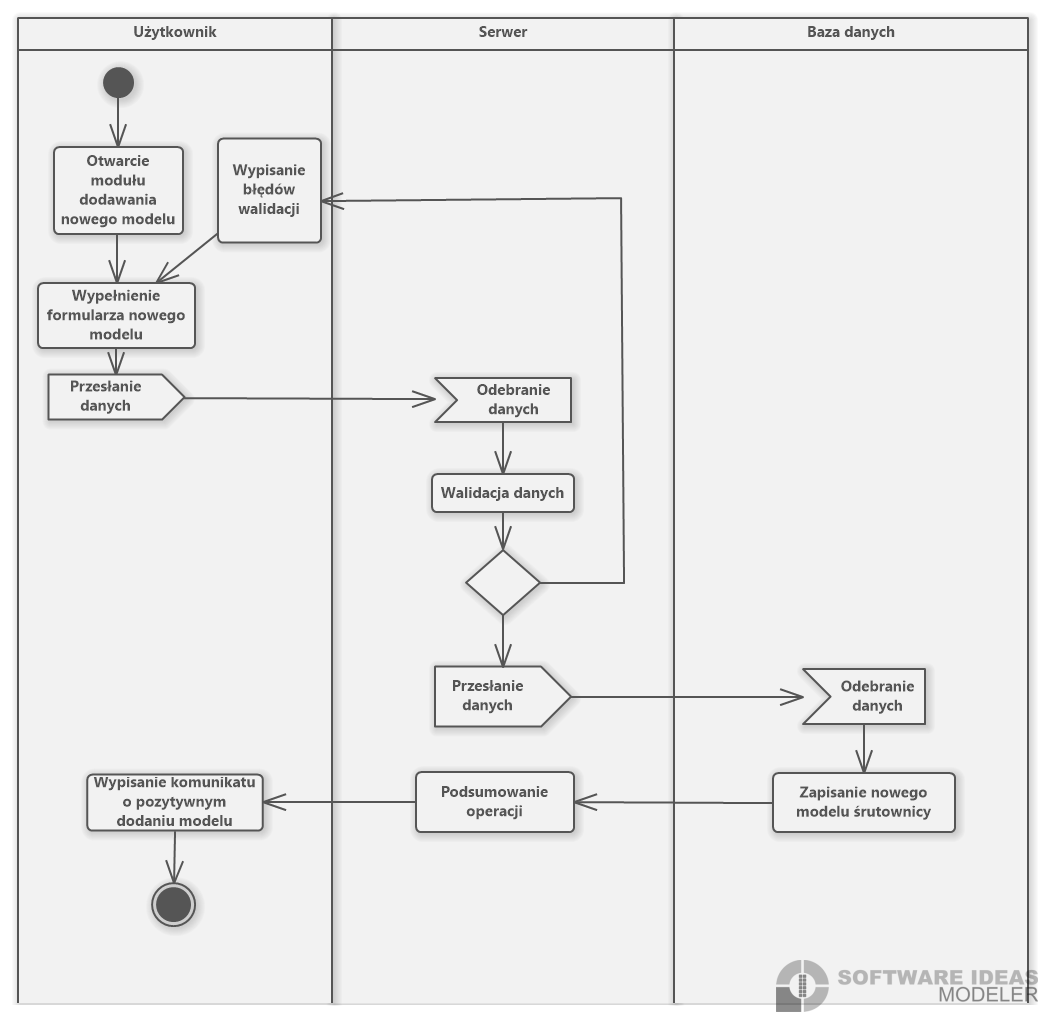 Użytkownik
Serwer
Baza danych
Otwarcie
modułu
dodawania
nowego modelu
Wypisanie
błędów
walidacji
Wypełnienie
formularza nowego
modelu
Przesłanie
danych
Odebranie
danych
Walidacja danych
Przesłanie
danych
Odebranie
danych
Wypisanie komunikatu
o pozytywnym
dodaniu modelu
Podsumowanie
operacji
Zapisanie nowego
modelu śrutownicy
SOFTWARE IDEAS
MODELER